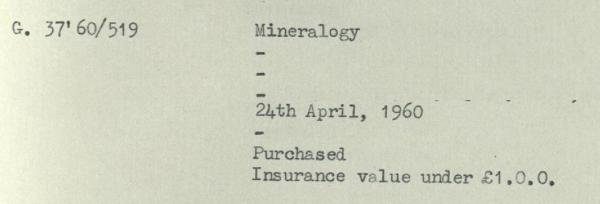 G. 37'60/519 Mineralogy
-
-
-
24th April, 1960
-
Purchased
Insurance value under £1.0.0.